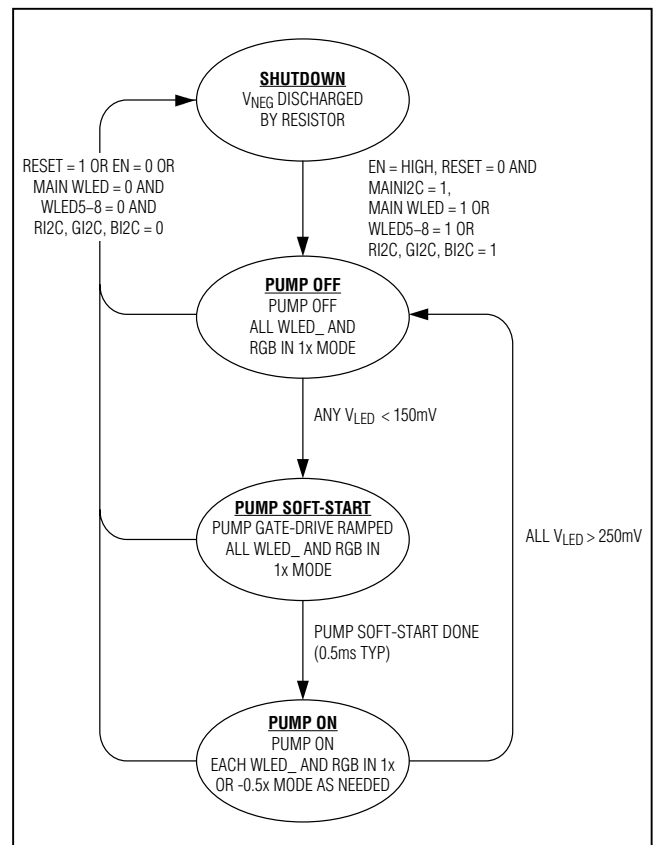 SHUTDOWN
VNEG DISCHARGED
BY RESISTOR
RESET = 1 OR EN = 0 OR
MAIN WLED = 0 AND
WLED5–8 = 0 AND
RI2C, GI2C, BI2C = 0
EN = HIGH, RESET = 0 AND
MAINI2C = 1,
MAIN WLED = 1 OR
WLED5–8 = 1 OR
RI2C, GI2C, BI2C = 1
PUMP OFF
PUMP OFF
ALL WLED_ AND
RGB IN 1x MODE
ANY VLED < 150mV
PUMP SOFT-START
PUMP GATE-DRIVE RAMPED
ALL WLED_ AND RGB IN
1x MODE
ALL VLED > 250mV
PUMP SOFT-START DONE
(0.5ms TYP)
PUMP ON
PUMP ON
EACH WLED_ AND RGB IN 1x
OR -0.5x MODE AS NEEDED